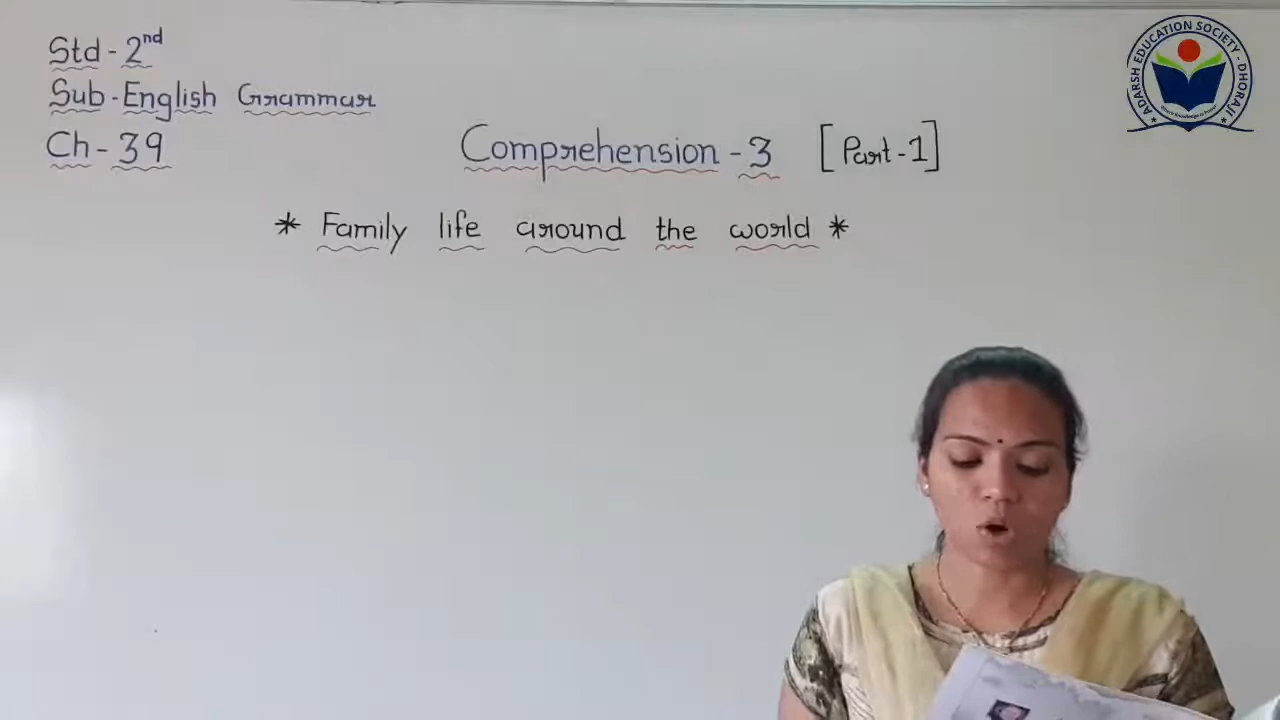 Std - 2nd
Sub - English Grammar
Ch - 39
Comprehension - 3 [Part - 1]
* Family life around the world *
ADARSH EDUCATION SOCIETY - DHORAJI